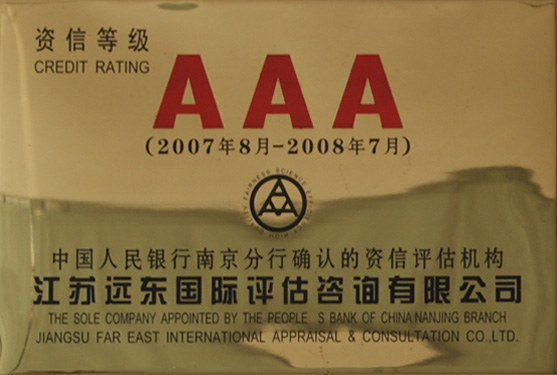 资信等级
CREDIT RATING
AAA
(2007年8月-2008年7月)
中国人民银行南京分行确认的资信评估机构
江苏远东国际评估咨询有限公司
THE SOLE COMPANY APPOINTED BY THE PEOPLE S BANK OF CHINA NANJING BRANCH
JIANGSU FAR EAST INTERNATIONAL APPRAISAL & CONSULTATION CO.,LTD.